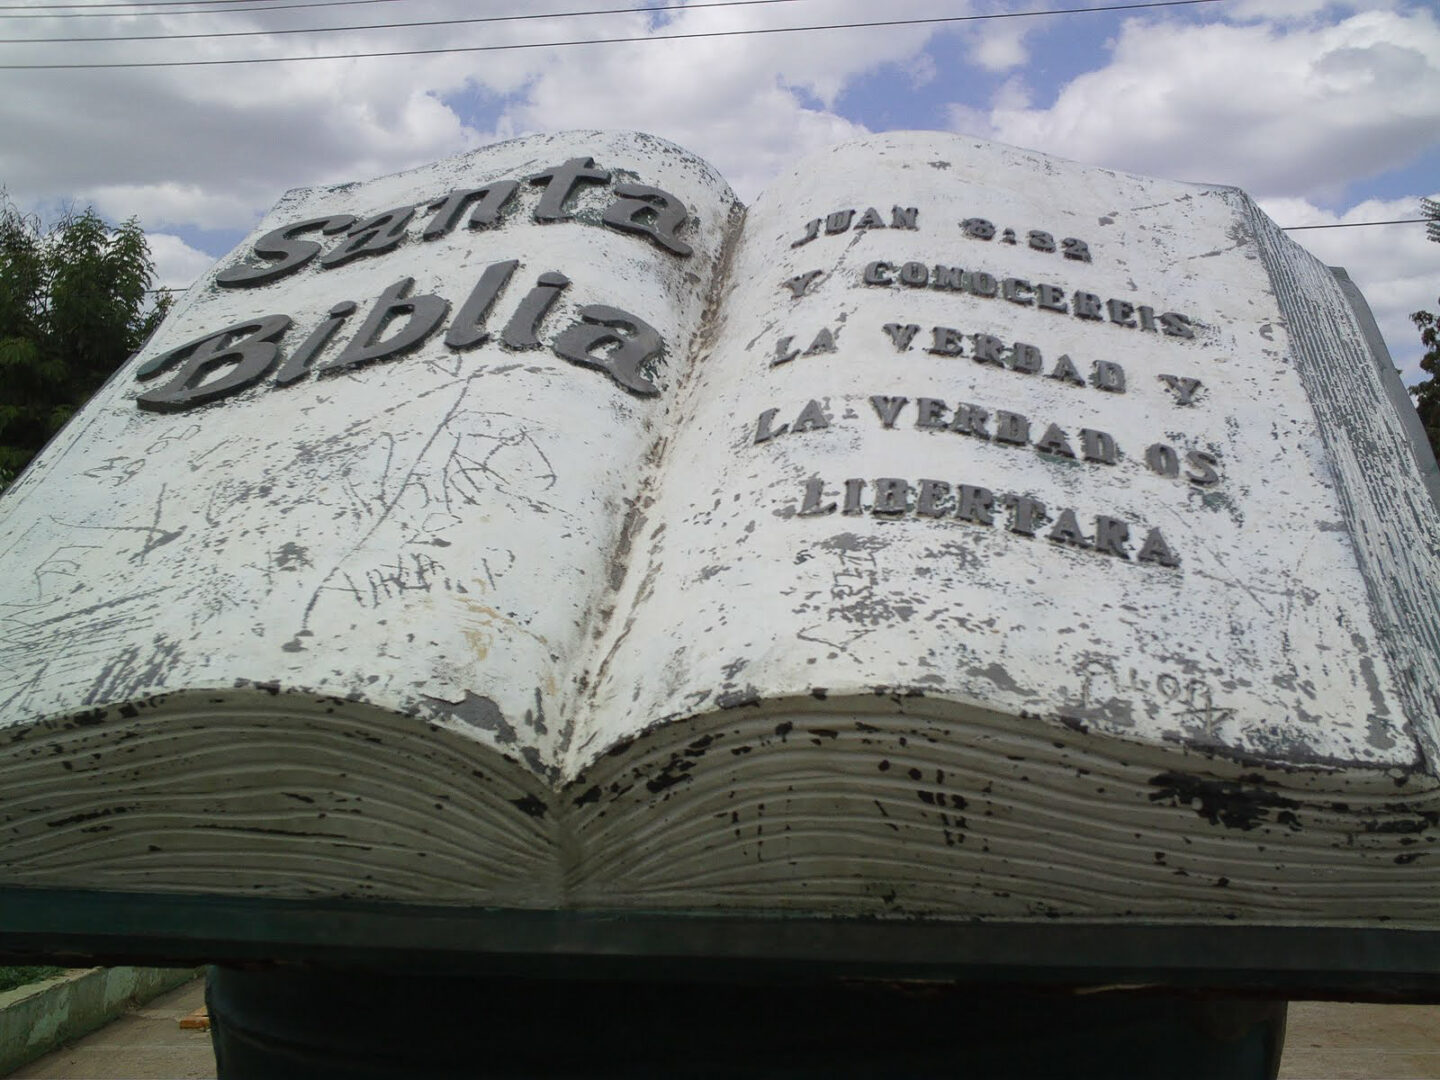 Santa
Biblia
JUAN 8:32
Y CONOCEREIS
LA VERDAD Y
LA VERDAD OS
LIBERTARA